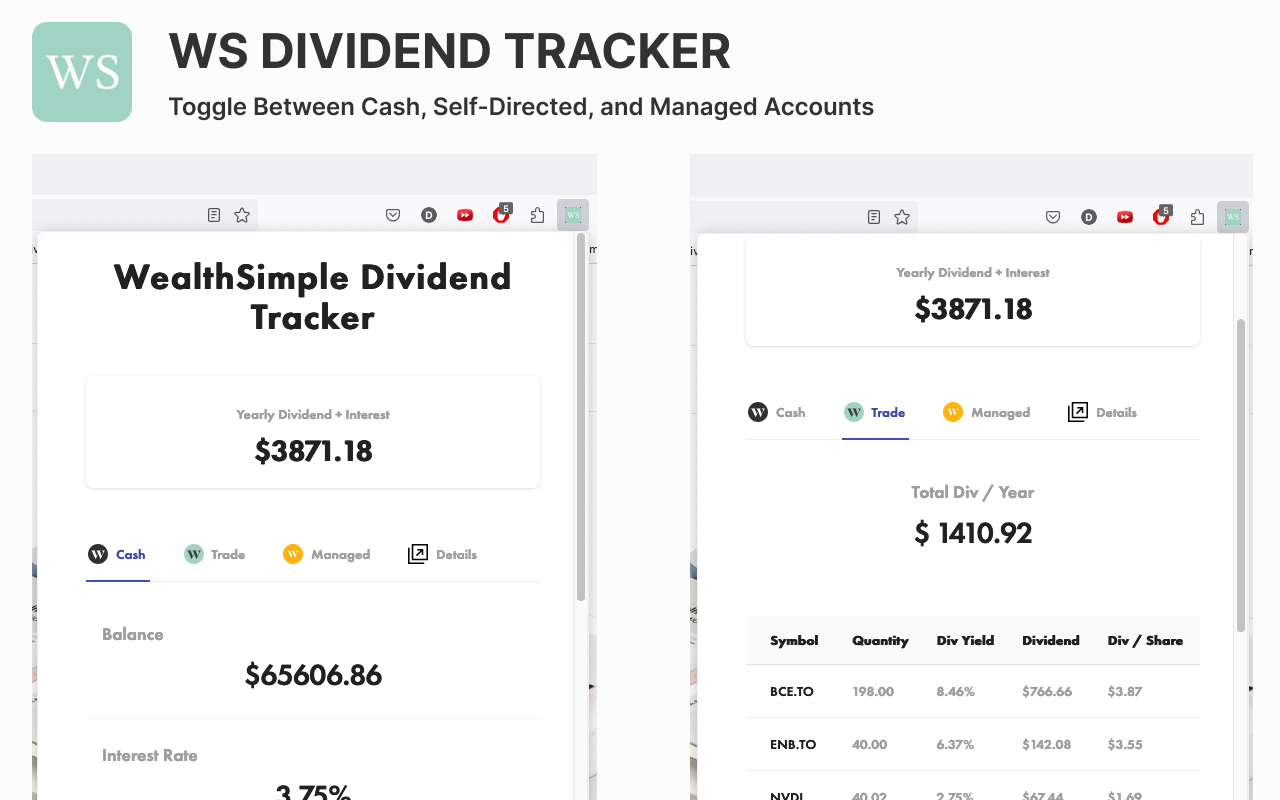 WS
WS DIVIDEND TRACKER
Toggle Between Cash, Self-Directed, and Managed Accounts
D
5
WS
WealthSimple Dividend
Tracker
Yearly Dividend + Interest
$3871.18
W Cash
W Trade
W Managed
Details
Balance
$65606.86
Interest Rate
3.75%
D
5
WS
Yearly Dividend + Interest
$3871.18
W Cash
W Trade
W Managed
Details
Total Div / Year
$ 1410.92
Symbol Quantity Div Yield Dividend Div / Share
BCE.TO 198.00 8.46% $766.66 $3.87
ENB.TO 40.00 6.37% $142.08 $3.55
40.02 2.75% $67.44 $1.69